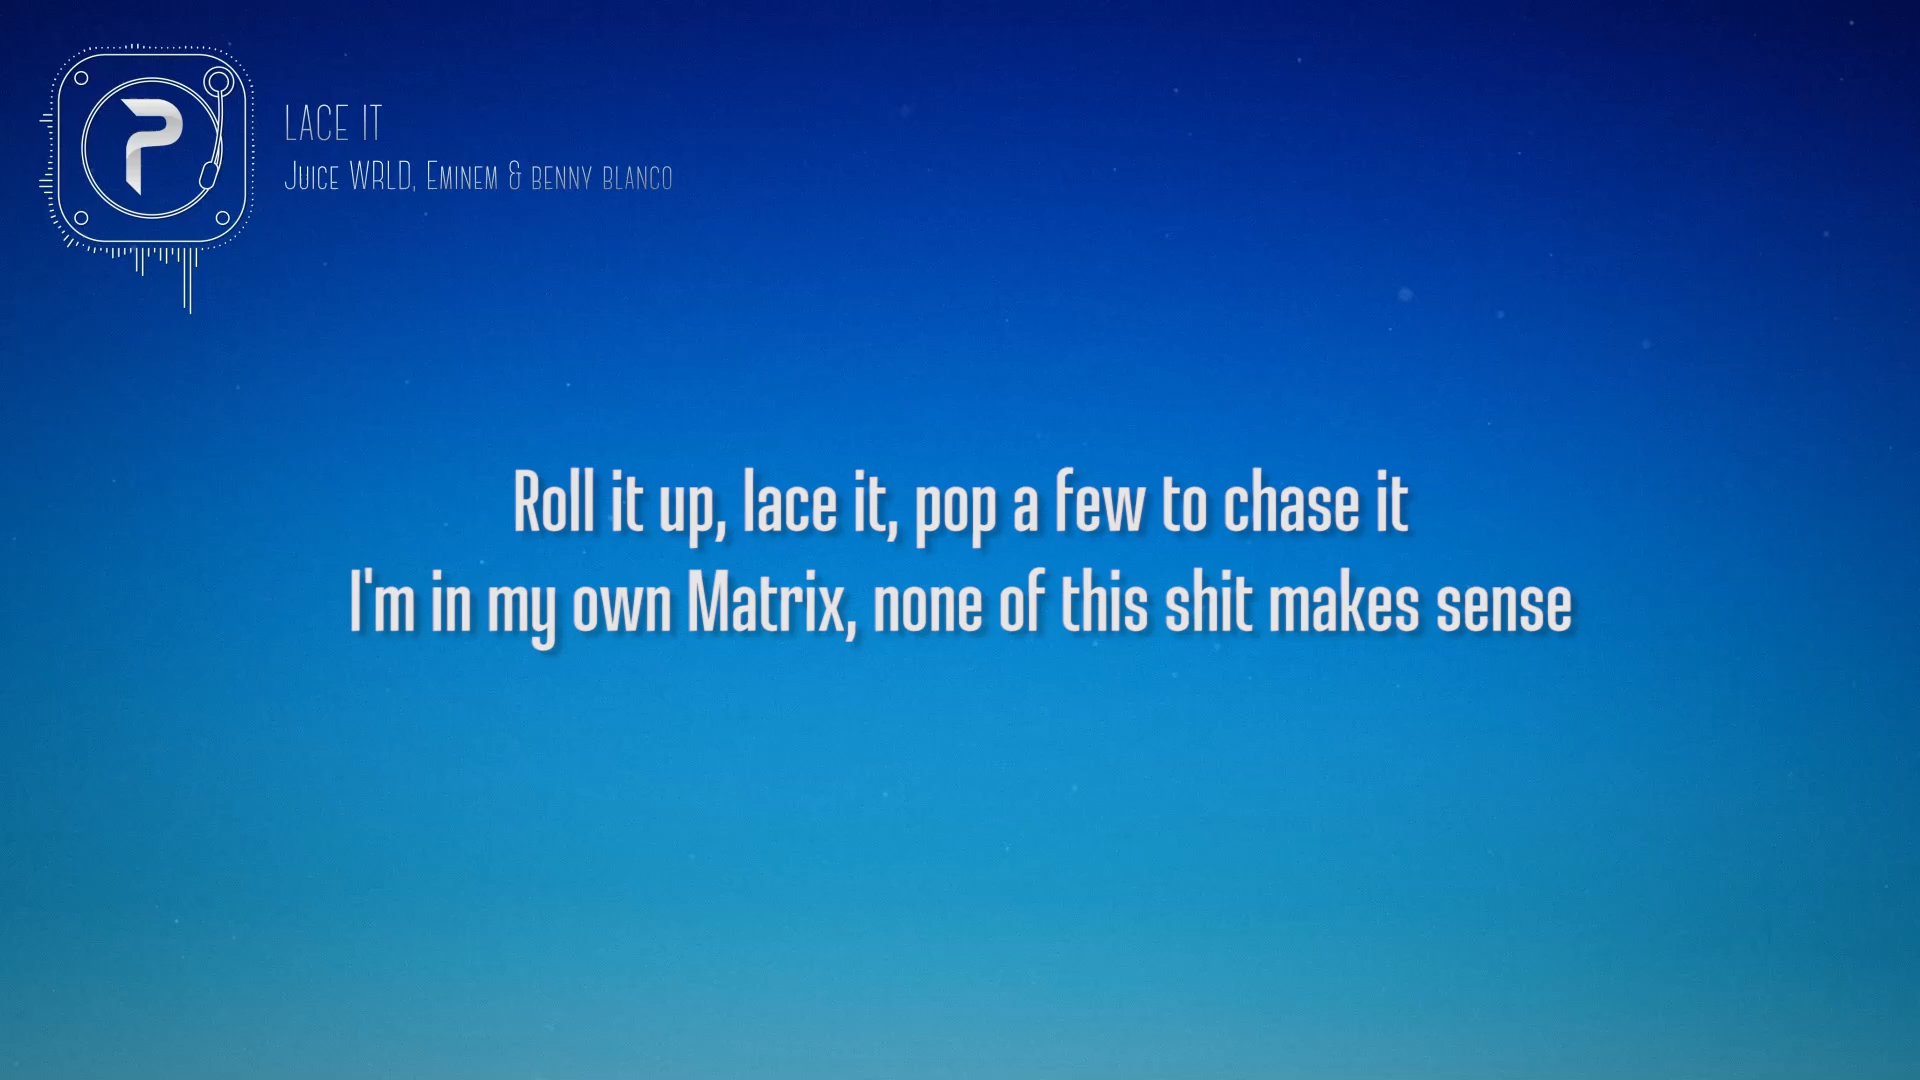 LACE IT
JUICE WRLD, EMINEM & BENNY BLANCO
Roll it up, lace it, pop a few to chase it
I'm in my own Matrix, none of this shit makes sense